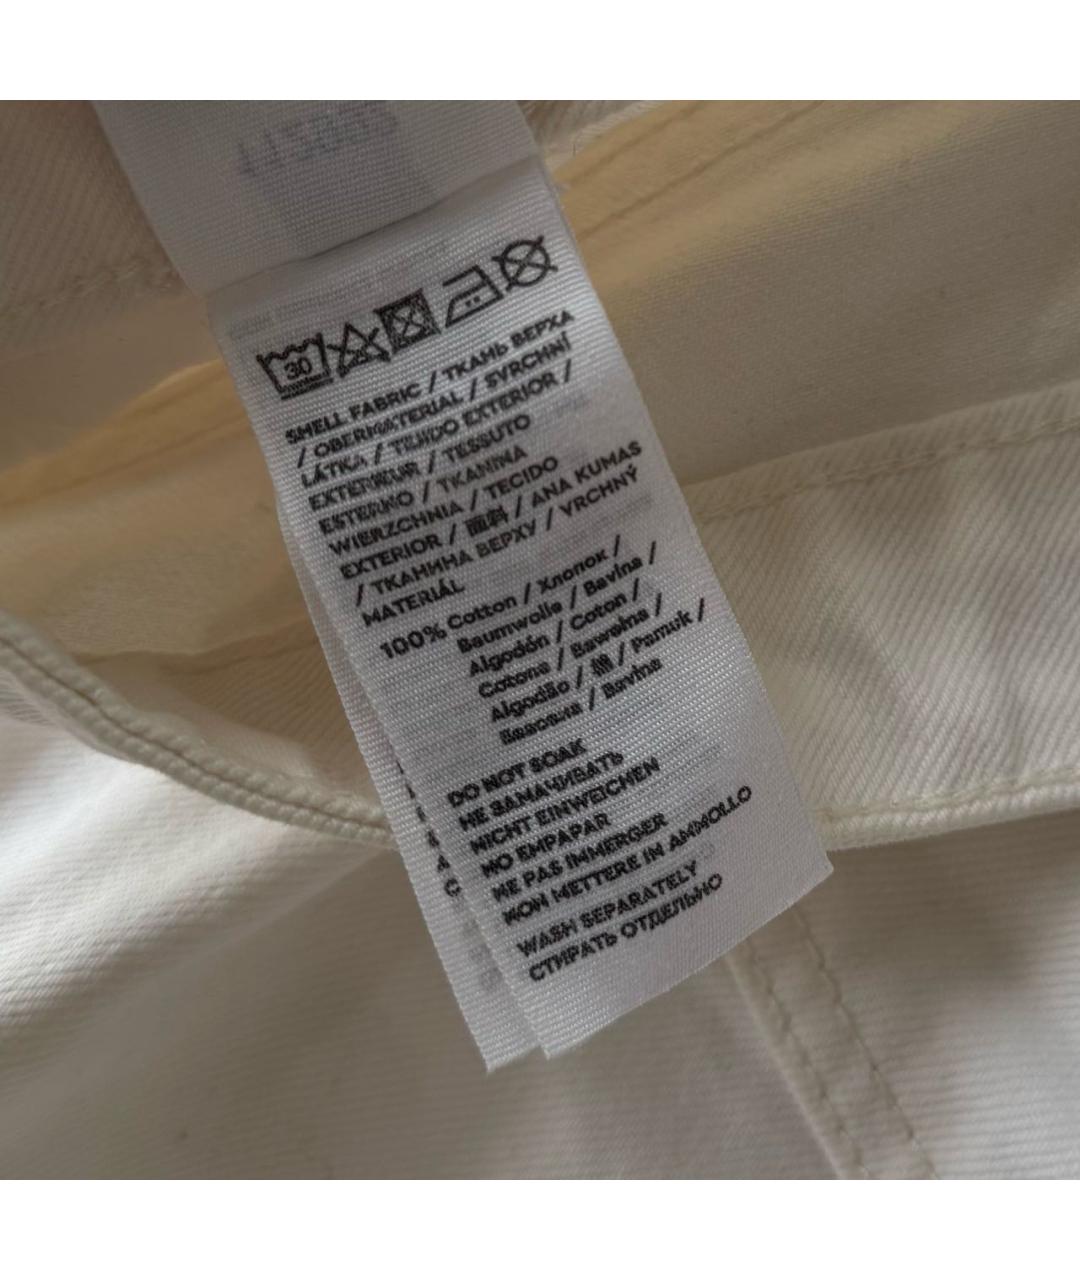 30
SHELL FABRIC / ТКАНЬ ВЕРХА
/ OBERMATERIAL / SVRCHNÍ
LÁTKA / TEJIDO EXTERIOR /
EXTERIEUR / TESSUTO
ESTERNO / TKANINA
WIERZCHNIA / TECIDO
EXTERIOR / 面料 / ANA KUMAS
/ ТКАНИНА ВЕРХУ / VRCHNÝ
MATERIÁL
100% Cotton / Хлопок /
Baumwolle / Bavlna /
Algodón / Coton /
Cotone / Bawełna /
Algodão / 棉 / Pamuk /
Бавовна / Bavlna
DO NOT SOAK
НЕ ЗАМАЧИВАТЬ
NICHT EINWEICHEN
NO EMPAPAR
NE PAS IMMERGER
NON METTERE IN AMMOLLO
WASH SEPARATELY
СТИРАТЬ ОТДЕЛЬНО